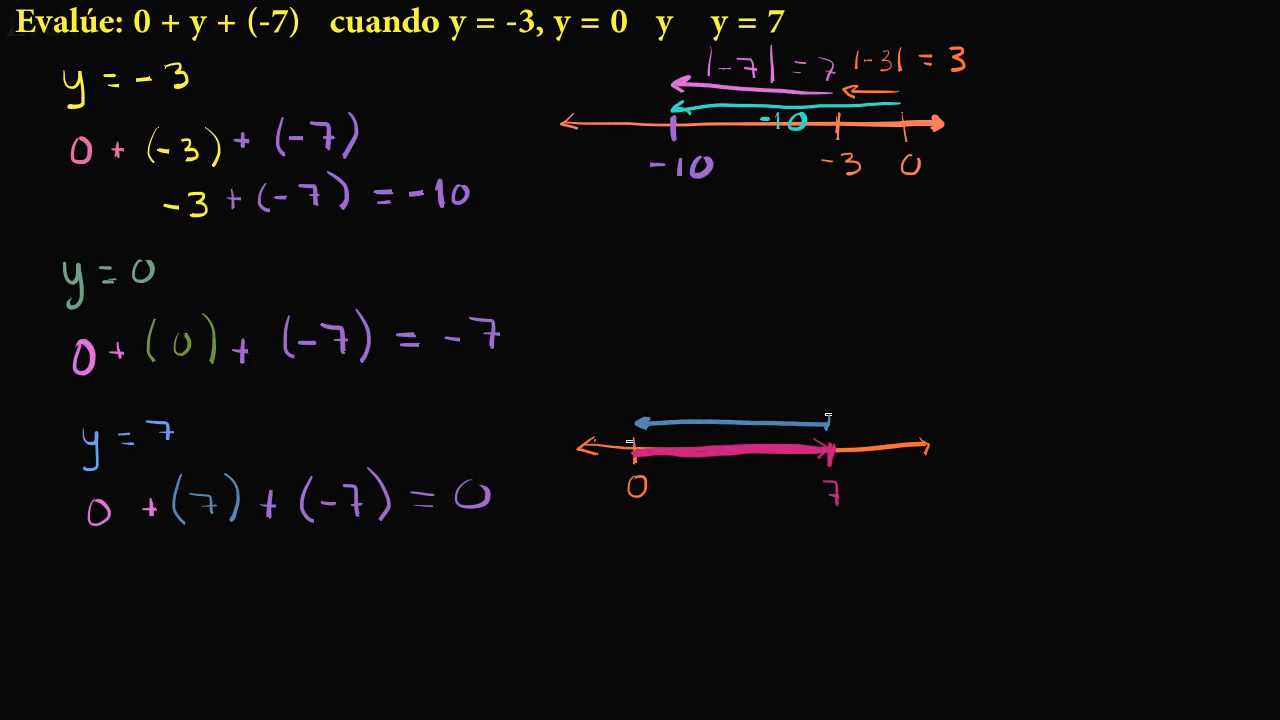 Evalúe: 0 + y + (-7) cuando y = -3, y = 0 y y = 7
y = - 3
0 + (-3) + (-7)
-3 + (-7) = -10
|-7| = 7 |-3| = 3
-10
-10 -3 0
y = 0
0 + (0) + (-7) = -7
y = 7
0 + (7) + (-7) = 0
0 7